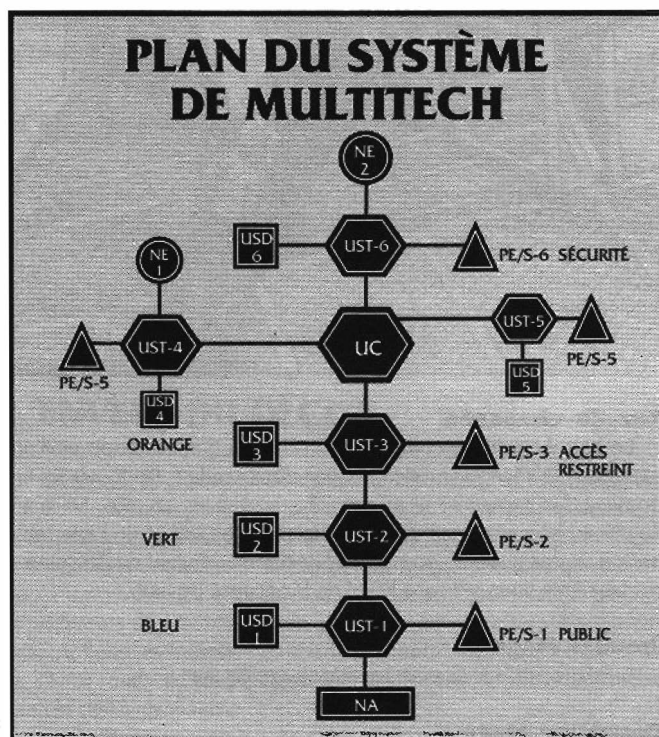 PLAN DU SYSTÈME
DE MULTITECH
NE
2
USD
6
UST-6
PE/S-6 SÉCURITÉ
NE
1
UST-4
UC
UST-5
PE/S-5
PE/S-5
USD
4
USD
5
ORANGE
USD
3
UST-3
PE/S-3 ACCÈS
RESTREINT
VERT
USD
2
UST-2
PE/S-2
BLEU
USD
1
UST-1
PE/S-1 PUBLIC
NA